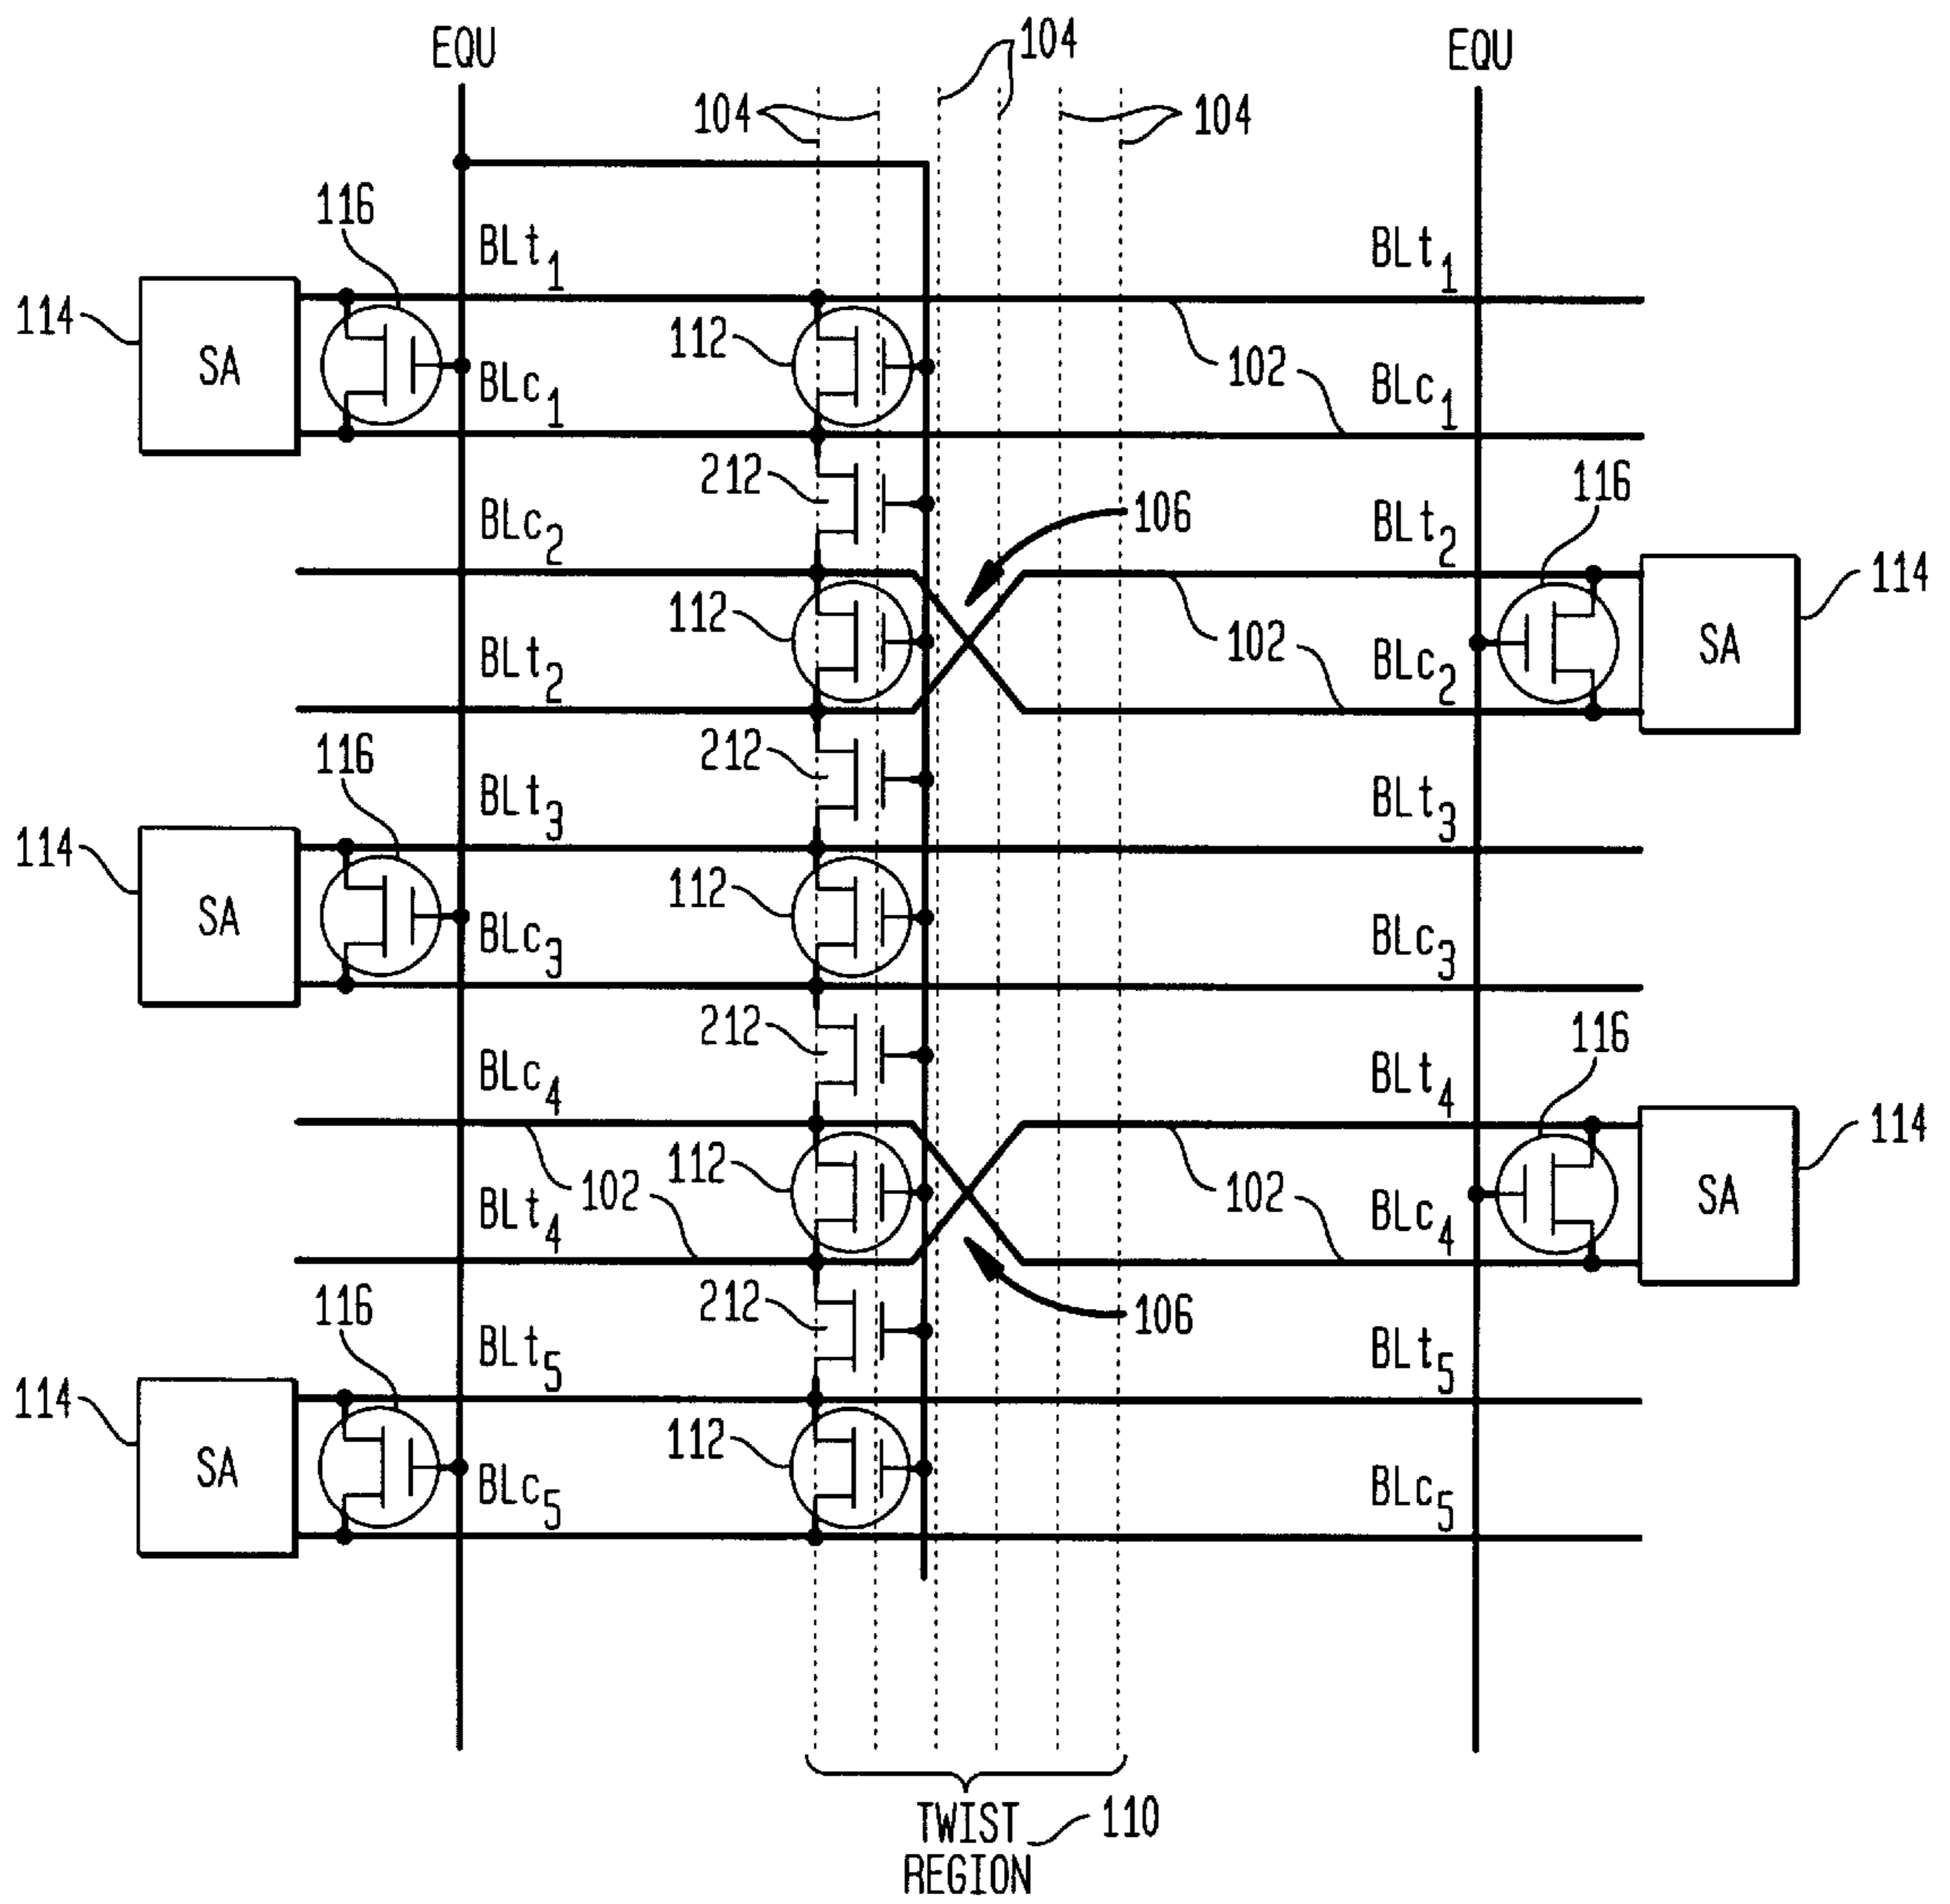 EQU
104
EQU
104
104
116
BLt1
BLt1
114
SA
112
102
BLc1
BLc1
212
116
BLc2
106
BLt2
112
114
SA
BLt2
102
BLc2
116
212
BLt3
BLt3
114
SA
112
BLc3
BLc3
212
116
BLc4
BLt4
114
112
SA
BLt4
102
102
BLc4
212
106
116
BLt5
BLt5
114
SA
112
BLc5
BLc5
TWIST 110
REGION